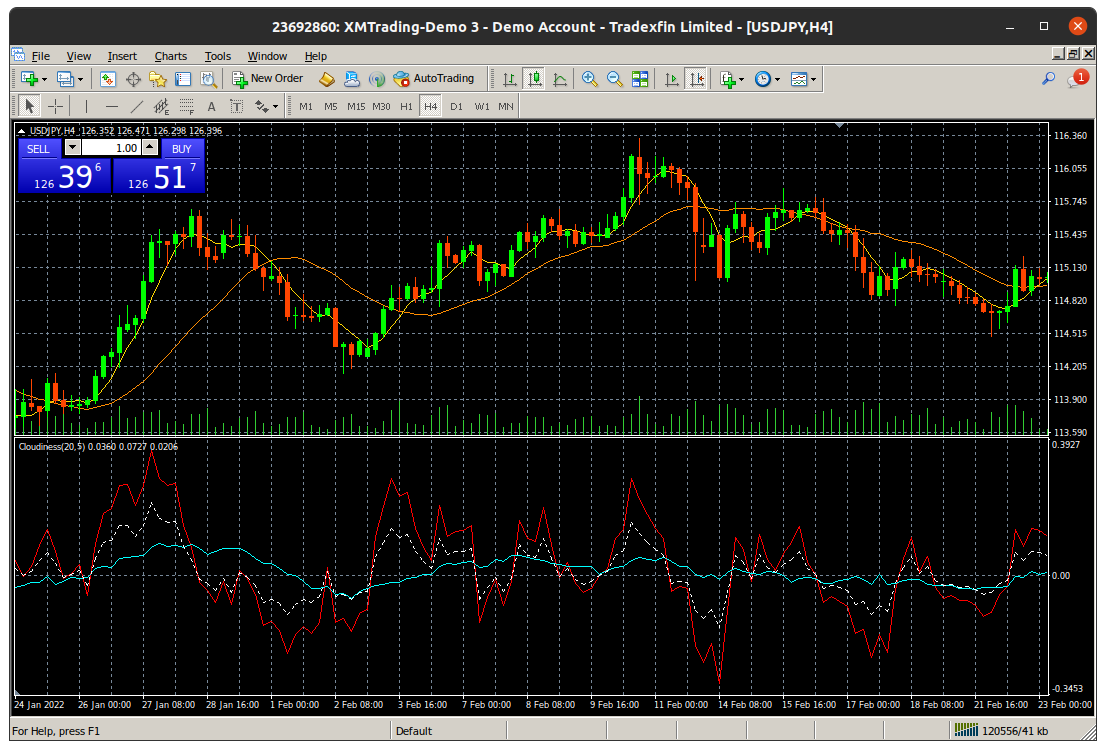 23692860: XMTrading-Demo 3 - Demo Account - Tradexfin Limited - [USDJPY,H4]
File View Insert Charts Tools Window Help
New Order AutoTrading 1
A T M1 M5 M15 M30 H1 H4 D1 W1 MN
USDJPY,H4 126.352 126.471 126.298 126.396
SELL 1.00 BUY
126 39 6 126 51 7
116.360
116.055
115.745
115.435
115.130
114.820
114.515
114.205
113.900
113.590
Cloudiness(20,5) 0.0360 0.0727 0.0206
0.3927
0.00
-0.3453
24 Jan 2022 26 Jan 00:00 27 Jan 08:00 28 Jan 16:00 1 Feb 00:00 2 Feb 08:00 3 Feb 16:00 7 Feb 00:00 8 Feb 08:00 9 Feb 16:00 11 Feb 00:00 14 Feb 08:00 15 Feb 16:00 17 Feb 00:00 18 Feb 08:00 21 Feb 16:00 23 Feb 00:00
For Help, press F1 Default 120556/41 kb